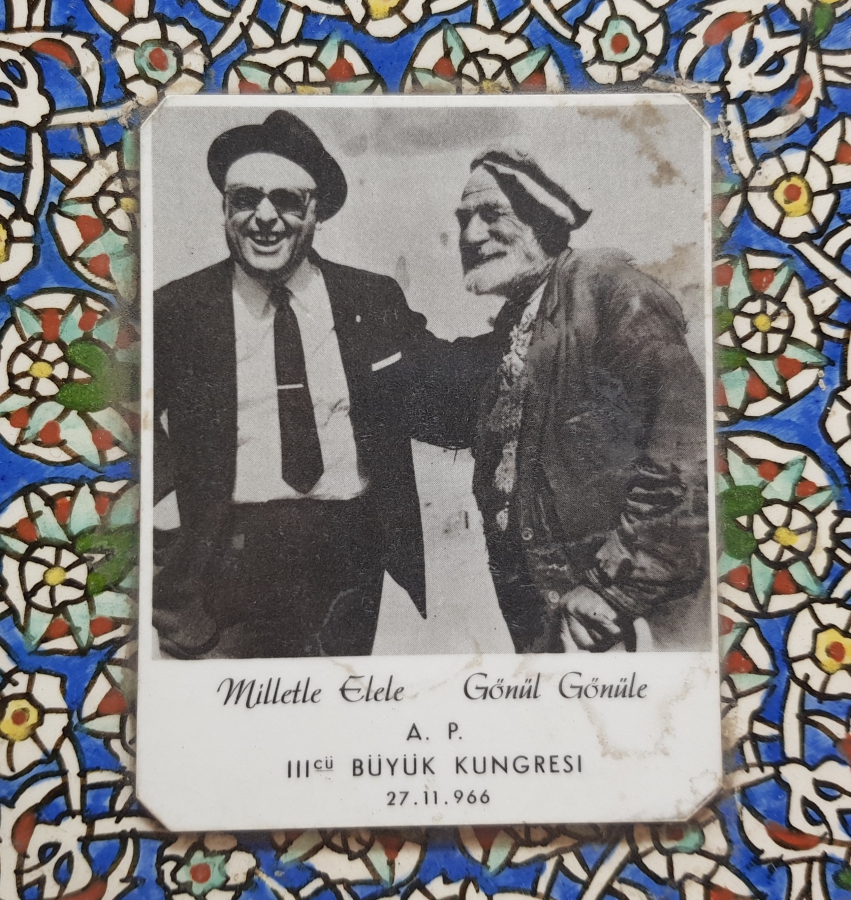 Milletle Elele Gönül Gönüle
A. P.
IIIcü BÜYÜK KUNGRESI
27.11.966